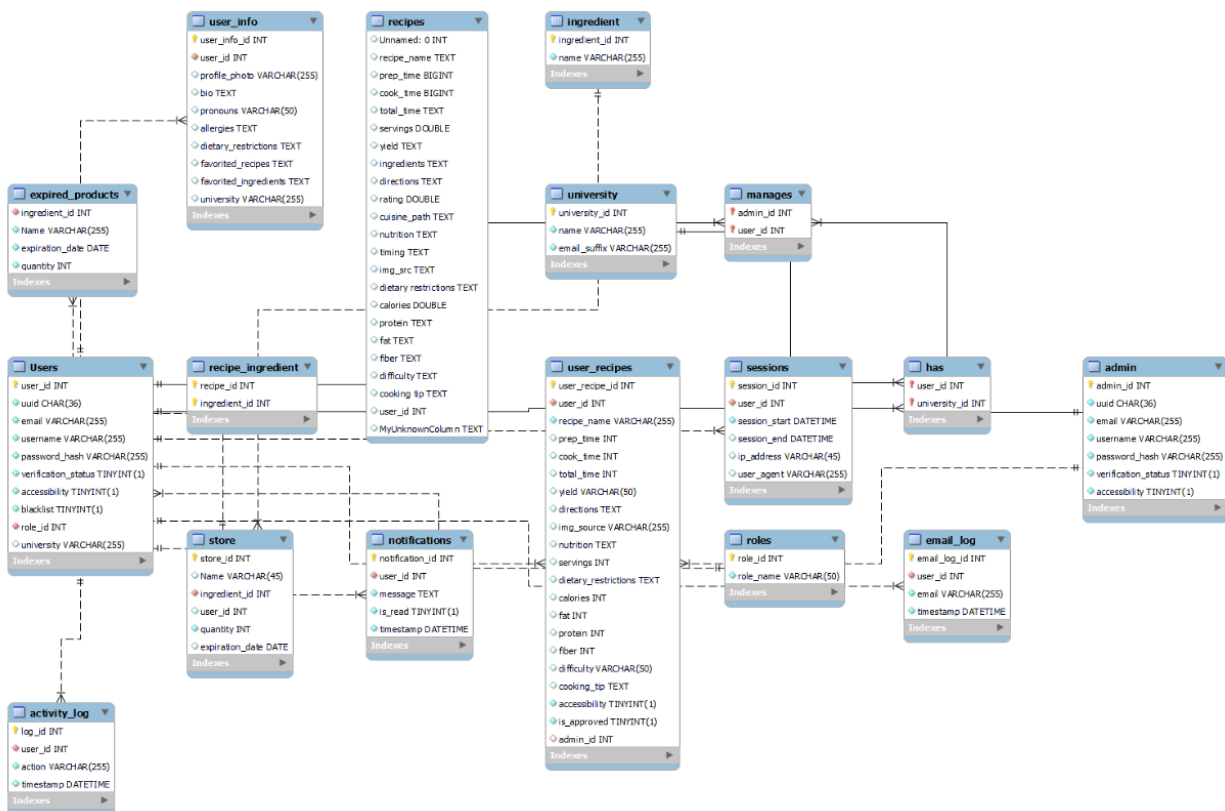 user_info
user_info_id INT
user_id INT
profile_photo VARCHAR(255)
bio TEXT
pronouns VARCHAR(50)
allergies TEXT
dietary_restrictions TEXT
favorited_recipes TEXT
favorited_ingredients TEXT
university VARCHAR(255)
Indexes
recipes
Unnamed: 0 INT
recipe_name TEXT
prep_time BIGINT
cook_time BIGINT
total_time TEXT
servings DOUBLE
yield TEXT
ingredients TEXT
directions TEXT
rating DOUBLE
cuisine_path TEXT
nutrition TEXT
timing TEXT
img_src TEXT
dietary restrictions TEXT
calories DOUBLE
protein TEXT
fat TEXT
fiber TEXT
difficulty TEXT
cooking tip TEXT
user_id INT
MyUnknownColumn TEXT
ingredient
ingredient_id INT
name VARCHAR(255)
Indexes
expired_products
ingredient_id INT
Name VARCHAR(255)
expiration_date DATE
quantity INT
Indexes
university
university_id INT
name VARCHAR(255)
email_suffix VARCHAR(255)
Indexes
manages
admin_id INT
user_id INT
Indexes
Users
user_id INT
uuid CHAR(36)
email VARCHAR(255)
username VARCHAR(255)
password_hash VARCHAR(255)
verification_status TINYINT(1)
accessibility TINYINT(1)
blacklist TINYINT(1)
role_id INT
university VARCHAR(255)
Indexes
recipe_ingredient
recipe_id INT
ingredient_id INT
Indexes
user_recipes
user_recipe_id INT
user_id INT
recipe_name VARCHAR(255)
prep_time INT
cook_time INT
total_time INT
yield VARCHAR(50)
directions TEXT
img_source VARCHAR(255)
nutrition TEXT
servings INT
dietary_restrictions TEXT
calories INT
fat INT
protein INT
fiber INT
difficulty VARCHAR(50)
cooking_tip TEXT
accessibility TINYINT(1)
is_approved TINYINT(1)
admin_id INT
Indexes
sessions
session_id INT
user_id INT
session_start DATETIME
session_end DATETIME
ip_address VARCHAR(45)
user_agent VARCHAR(255)
Indexes
has
user_id INT
university_id INT
Indexes
admin
admin_id INT
uuid CHAR(36)
email VARCHAR(255)
username VARCHAR(255)
password_hash VARCHAR(255)
verification_status TINYINT(1)
accessibility TINYINT(1)
Indexes
store
store_id INT
Name VARCHAR(45)
ingredient_id INT
user_id INT
quantity INT
expiration_date DATE
Indexes
notifications
notification_id INT
user_id INT
message TEXT
is_read TINYINT(1)
timestamp DATETIME
Indexes
roles
role_id INT
role_name VARCHAR(50)
Indexes
email_log
email_log_id INT
user_id INT
email VARCHAR(255)
timestamp DATETIME
Indexes
activity_log
log_id INT
user_id INT
action VARCHAR(255)
timestamp DATETIME
Indexes